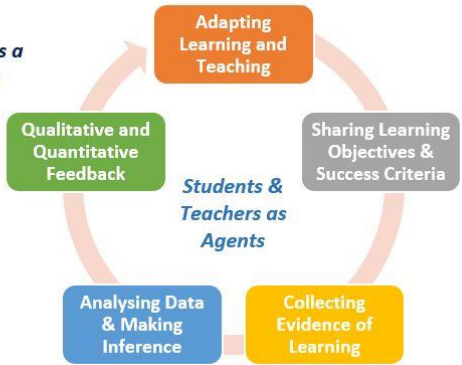 Adapting
Learning and
Teaching
s a
Qualitative and
Quantitative
Feedback
Sharing Learning
Objectives &
Success Criteria
Students &
Teachers as
Agents
Analysing Data
& Making
Inference
Collecting
Evidence of
Learning